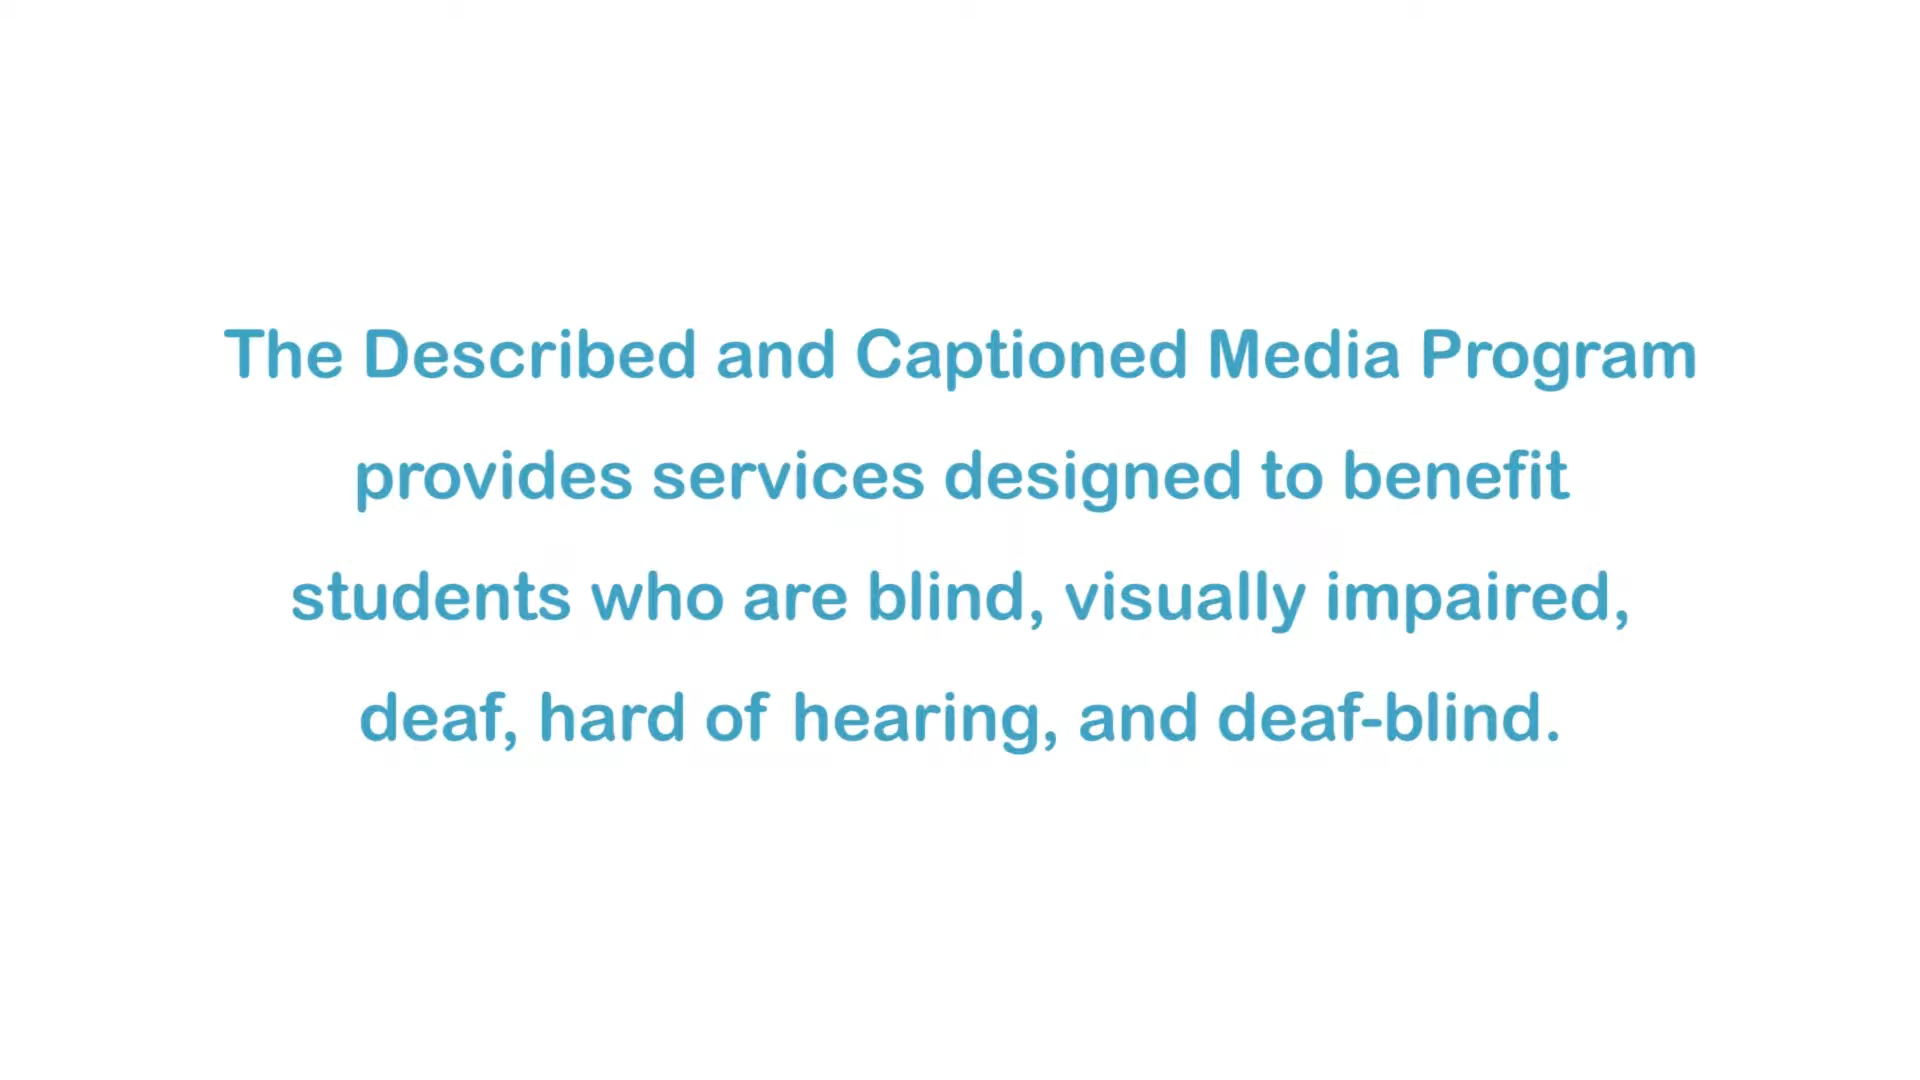 The Described and Captioned Media Program
provides services designed to benefit
students who are blind, visually impaired,
deaf, hard of hearing, and deaf-blind.